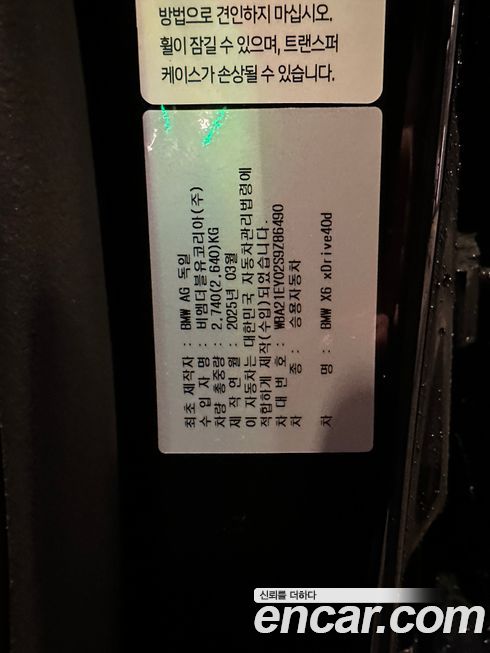 방법으로 견인하지 마십시오.
휠이 잠길 수 있으며, 트랜스퍼
케이스가 손상될 수 있습니다.
최초 제작자 : BMW AG 독일
수 입 자 명 : 비엠더블유코리아(주)
차량 총중량 : 2,740(2,640)KG
제 작 연 월 : 2025년 03월
이 자동차는 대한민국 자동차관리법령에
적합하게 제작(수입)되었습니다.
차 대 번 호 : WBA21EY02S9Z86490
차 종 : 승용자동차
차 명 : BMW X6 xDrive40d
신뢰를 더하다
encar.com